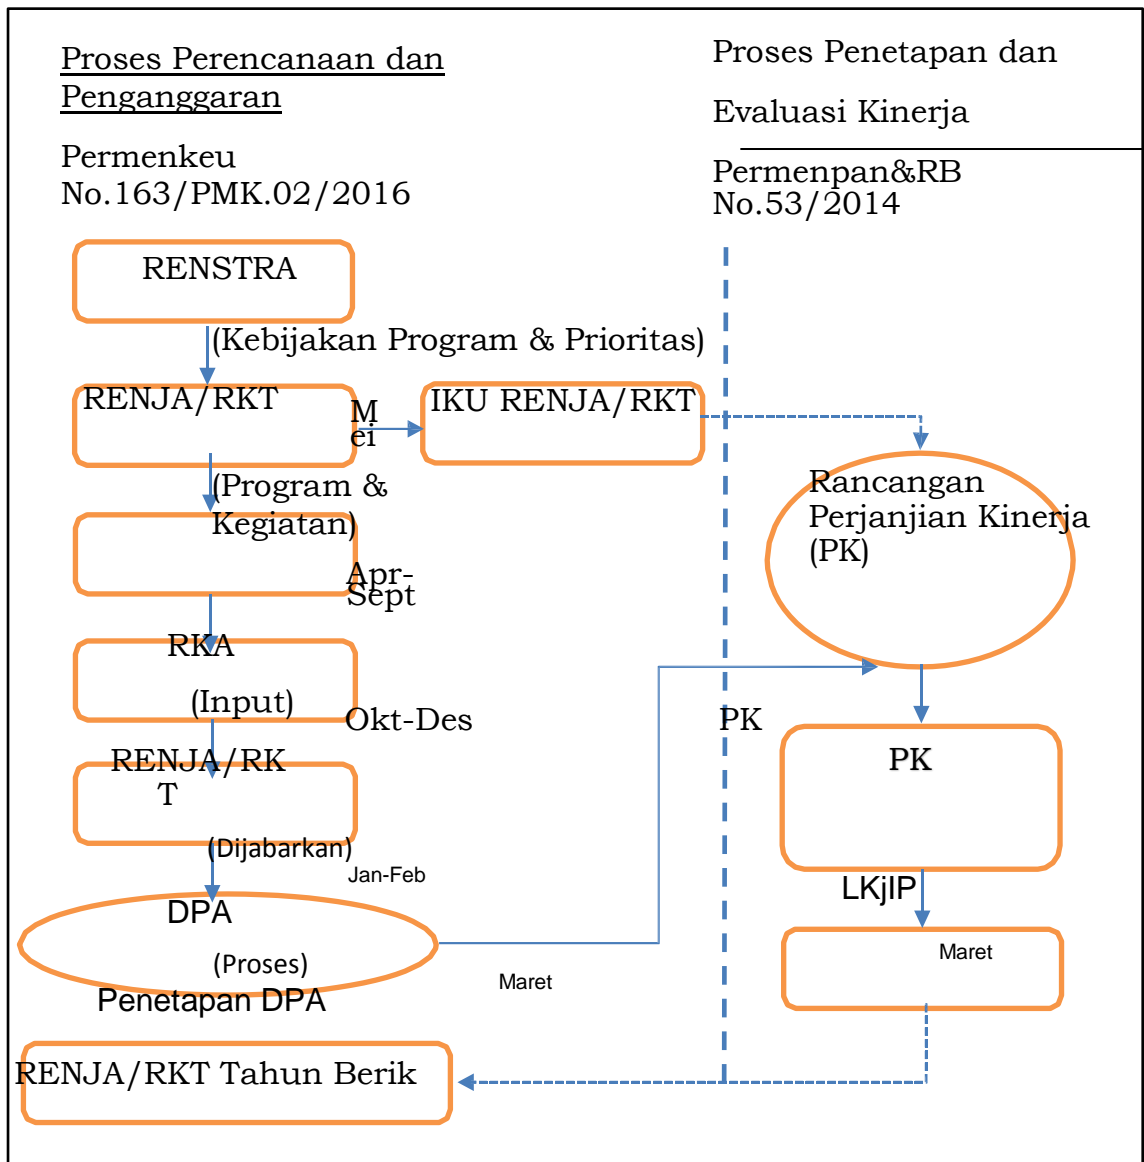 Proses Perencanaan dan
Penganggaran
Permenkeu
No.163/PMK.02/2016
Proses Penetapan dan
Evaluasi Kinerja
Permenpan&RB
No.53/2014
RENSTRA
(Kebijakan Program & Prioritas)
RENJA/RKT
M
ei
IKU RENJA/RKT
(Program &
Kegiatan)
Rancangan
Perjanjian Kinerja
(PK)
Apr-
Sept
RKA
(Input)
Okt-Des
PK
RENJA/RK
T
PK
(Dijabarkan)
Jan-Feb
LKjIP
DPA
(Proses)
Maret
Maret
Penetapan DPA
RENJA/RKT Tahun Berik